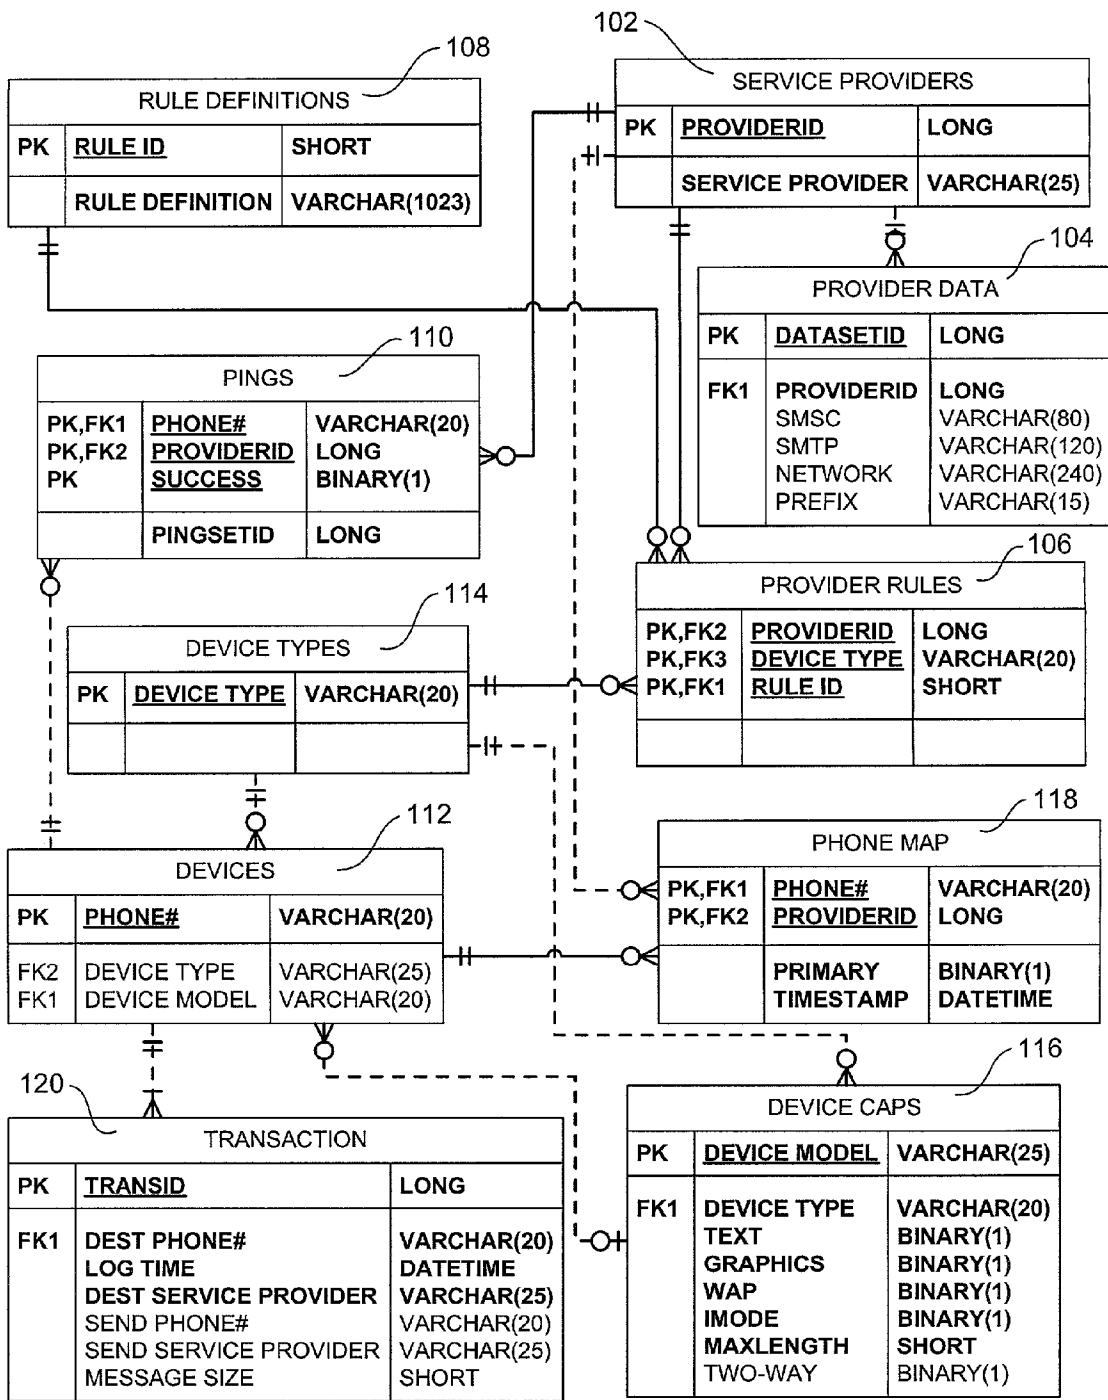 108
RULE DEFINITIONS
PK RULE ID SHORT
RULE DEFINITION VARCHAR(1023)
102
SERVICE PROVIDERS
PK PROVIDERID LONG
SERVICE PROVIDER VARCHAR(25)
104
PROVIDER DATA
PK DATASETID LONG
FK1 PROVIDERID LONG
SMSC VARCHAR(80)
SMTP VARCHAR(120)
NETWORK VARCHAR(240)
PREFIX VARCHAR(15)
110
PINGS
PK,FK1 PHONE# VARCHAR(20)
PK,FK2 PROVIDERID LONG
PK SUCCESS BINARY(1)
PINGSETID LONG
106
PROVIDER RULES
PK,FK2 PROVIDERID LONG
PK,FK3 DEVICE TYPE VARCHAR(20)
PK,FK1 RULE ID SHORT
114
DEVICE TYPES
PK DEVICE TYPE VARCHAR(20)
112
DEVICES
PK PHONE# VARCHAR(20)
FK2 DEVICE TYPE VARCHAR(25)
FK1 DEVICE MODEL VARCHAR(20)
118
PHONE MAP
PK,FK1 PHONE# VARCHAR(20)
PK,FK2 PROVIDERID LONG
PRIMARY BINARY(1)
TIMESTAMP DATETIME
120
TRANSACTION
PK TRANSID LONG
FK1 DEST PHONE# VARCHAR(20)
LOG TIME DATETIME
DEST SERVICE PROVIDER VARCHAR(25)
SEND PHONE# VARCHAR(20)
SEND SERVICE PROVIDER VARCHAR(25)
MESSAGE SIZE SHORT
116
DEVICE CAPS
PK DEVICE MODEL VARCHAR(25)
FK1 DEVICE TYPE VARCHAR(20)
TEXT BINARY(1)
GRAPHICS BINARY(1)
WAP BINARY(1)
IMODE BINARY(1)
MAXLENGTH SHORT
TWO-WAY BINARY(1)